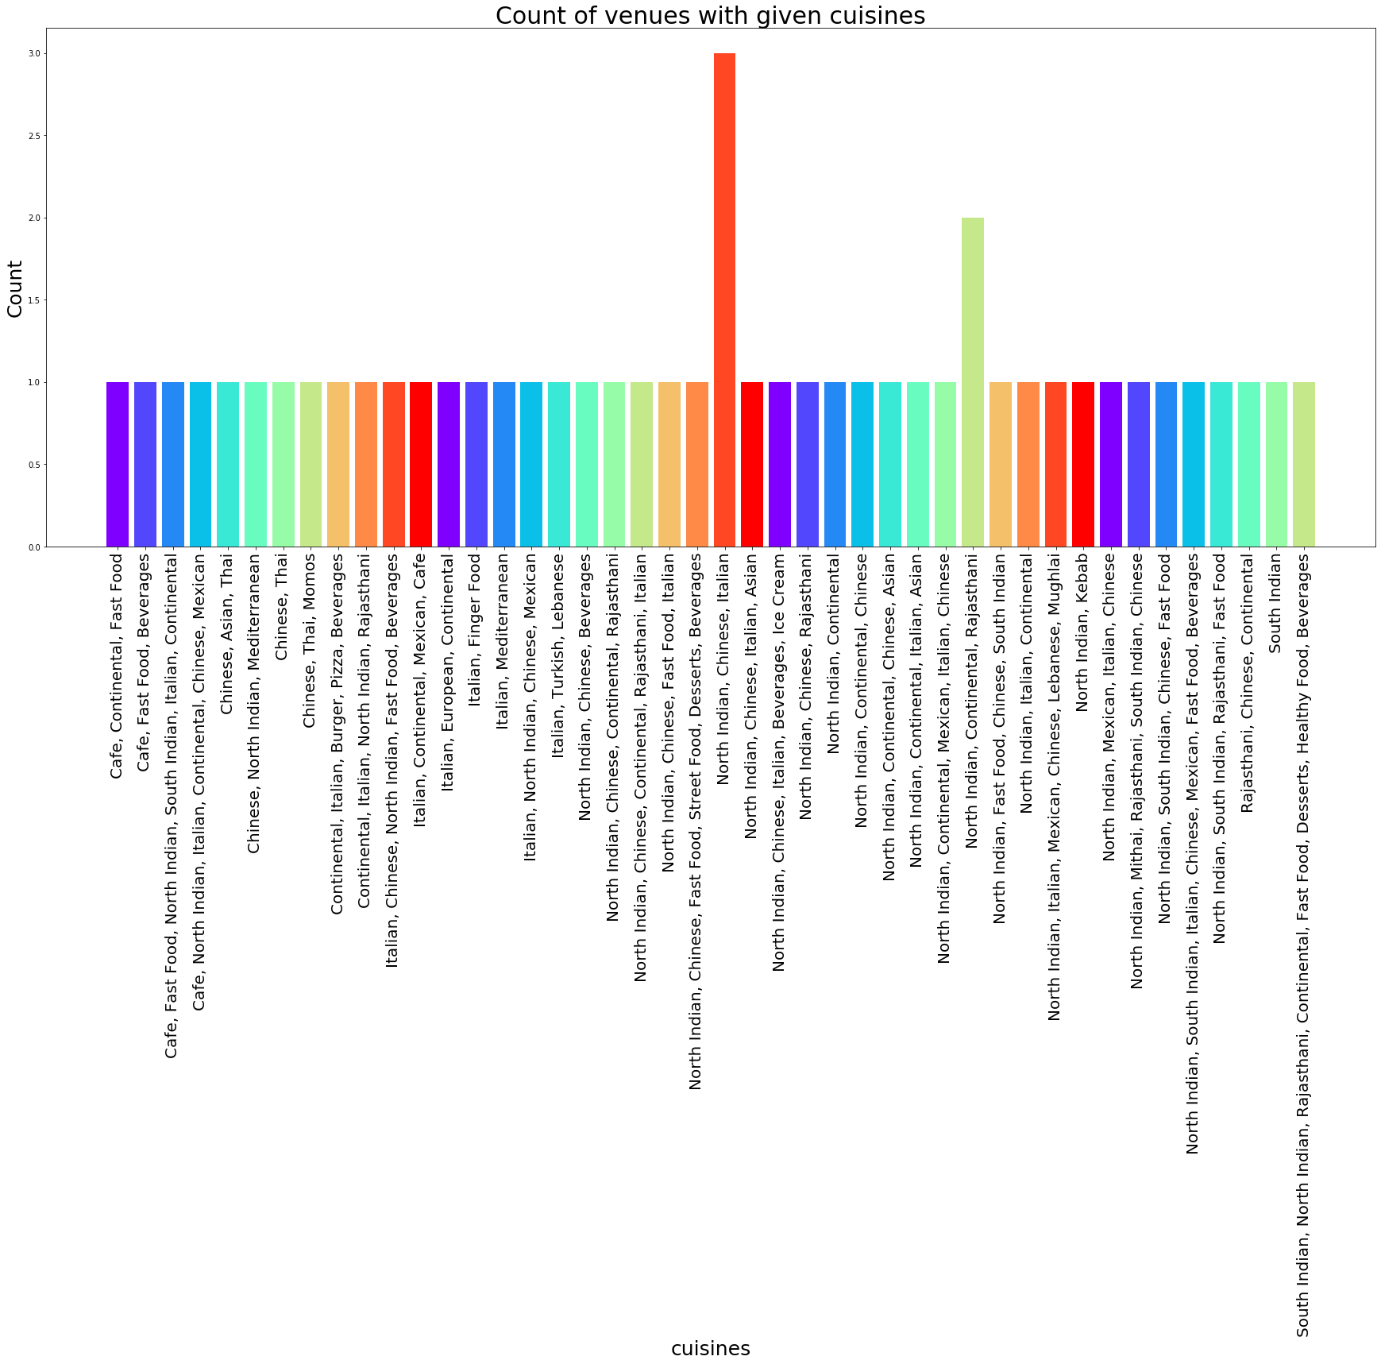 Count of venues with given cuisines
Count
3.0
2.5
2.0
1.5
1.0
0.5
0.0
Cafe, Continental, Fast Food
Cafe, Fast Food, Beverages
Cafe, Fast Food, North Indian, South Indian, Italian, Continental
Cafe, North Indian, Italian, Continental, Chinese, Mexican
Chinese, Asian, Thai
Chinese, North Indian, Mediterranean
Chinese, Thai
Chinese, Thai, Momos
Continental, Italian, Burger, Pizza, Beverages
Continental, Italian, North Indian, Rajasthani
Italian, Chinese, North Indian, Fast Food, Beverages
Italian, Continental, Mexican, Cafe
Italian, European, Continental
Italian, Finger Food
Italian, Mediterranean
Italian, North Indian, Chinese, Mexican
Italian, Turkish, Lebanese
North Indian, Chinese, Beverages
North Indian, Chinese, Continental, Rajasthani
North Indian, Chinese, Continental, Rajasthani, Italian
North Indian, Chinese, Fast Food, Italian
North Indian, Chinese, Fast Food, Street Food, Desserts, Beverages
North Indian, Chinese, Italian
North Indian, Chinese, Italian, Asian
North Indian, Chinese, Italian, Beverages, Ice Cream
North Indian, Chinese, Rajasthani
North Indian, Continental
North Indian, Continental, Chinese
North Indian, Continental, Chinese, Asian
North Indian, Continental, Italian, Asian
North Indian, Continental, Mexican, Italian, Chinese
North Indian, Continental, Rajasthani
North Indian, Fast Food, Chinese, South Indian
North Indian, Italian, Continental
North Indian, Italian, Mexican, Chinese, Lebanese, Mughlai
North Indian, Kebab
North Indian, Mexican, Italian, Chinese
North Indian, Mithai, Rajasthani, South Indian, Chinese
North Indian, South Indian, Chinese, Fast Food
North Indian, South Indian, Italian, Chinese, Mexican, Fast Food, Beverages
North Indian, South Indian, Rajasthani, Fast Food
Rajasthani, Chinese, Continental
South Indian
South Indian, North Indian, Rajasthani, Continental, Fast Food, Desserts, Healthy Food, Beverages
cuisines